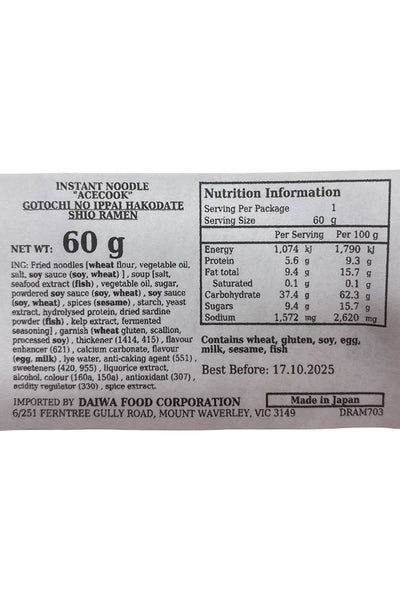 INSTANT NOODLE
"ACECOOK"
GOTOCHI NO IPPAI HAKODATE
SHIO RAMEN
NET WT: 60 g
ING: Fried noodles [wheat flour, vegetable oil,
salt, soy sauce (soy, wheat) ] , soup [salt,
seafood extract (fish) , vegetable oil, sugar,
powdered soy sauce (soy, wheat) , soy sauce
(soy, wheat) , spices (sesame) , starch, yeast
extract, hydrolysed protein, dried sardine
powder (fish) , kelp extract, fermented
seasoning] , garnish (wheat gluten, scallion,
processed soy) , thickener (1414, 415) , flavour
enhancer (621) , calcium carbonate, flavour
(egg, milk) , lye water, anti-caking agent (551) ,
sweeteners (420, 955) , liquorice extract,
alcohol, colour (160a, 150a) , antioxidant (307) ,
acidity regulator (330) , spice extract.
Nutrition Information
Serving Per Package 1
Serving Size 60 g
Per Serving Per 100 g
Energy 1,074 kJ 1,790 kJ
Protein 5.6 g 9.3 g
Fat total 9.4 g 15.7 g
Saturated 0.1 g 0.1 g
Carbohydrate 37.4 g 62.3 g
Sugars 9.4 g 15.7 g
Sodium 1,572 mg 2,620 mg
Contains wheat, gluten, soy, egg,
milk, sesame, fish
Best Before: 17.10.2025
IMPORTED BY DAIWA FOOD CORPORATION Made in Japan
6/251 FERNTREE GULLY ROAD, MOUNT WAVERLEY, VIC 3149 DRAM703